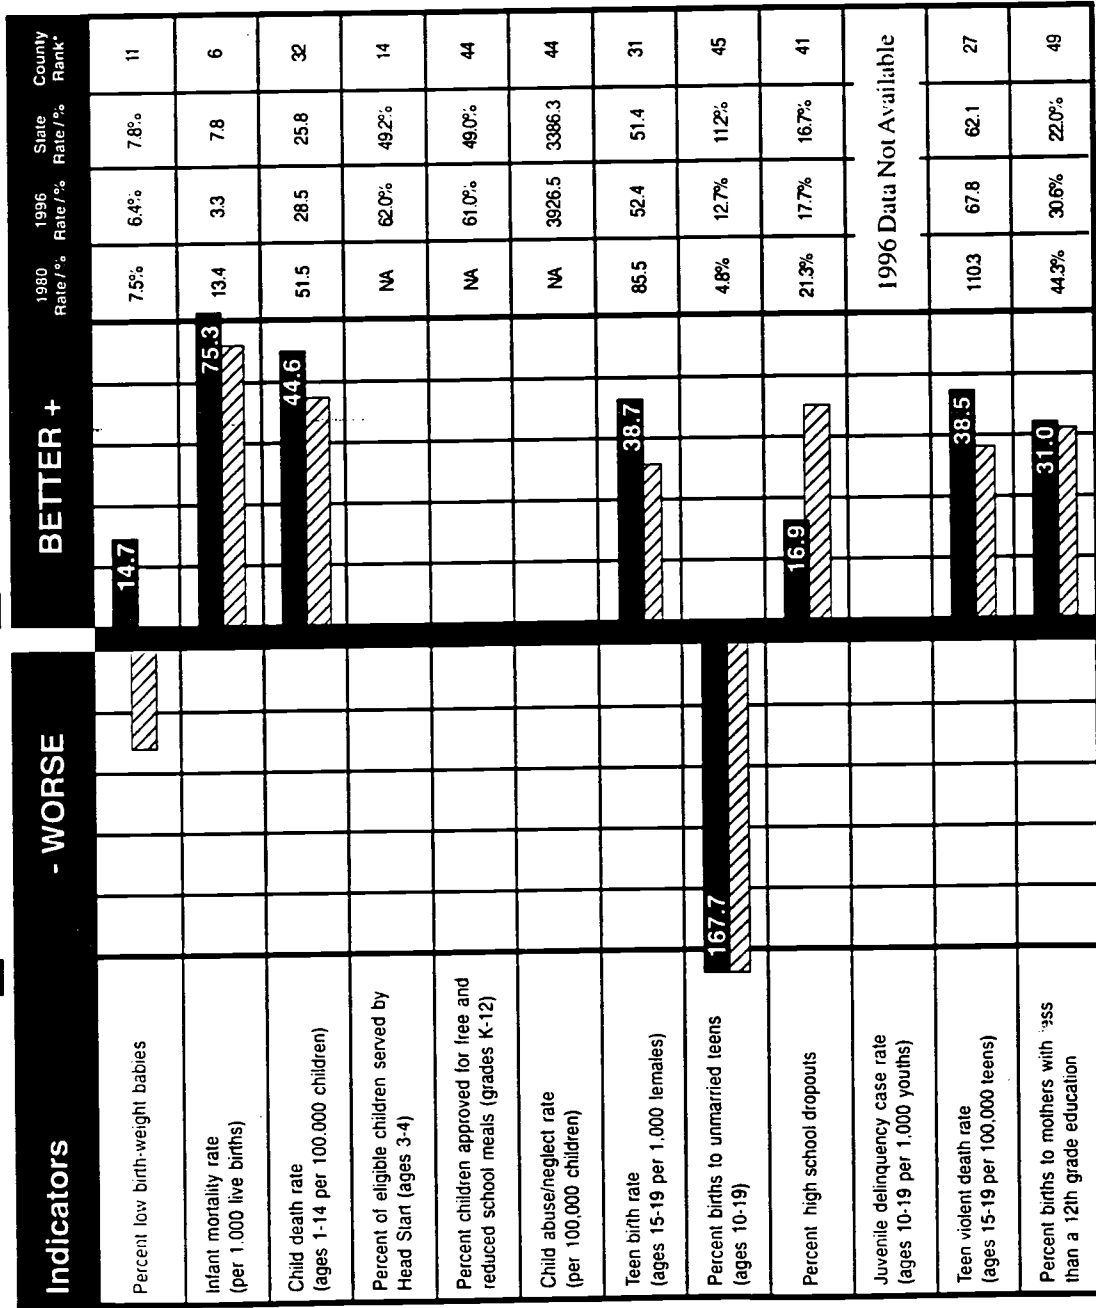 Indicators - WORSE BETTER + 1980 Rate / % 1996 Rate / % State Rate / % County Rank*
Percent low birth-weight babies 14.7 7.5% 6.4% 7.8% 11
Infant mortality rate
(per 1.000 live births) 75.3 13.4 3.3 7.8 6
Child death rate
(ages 1-14 per 100.000 children) 44.6 51.5 28.5 25.8 32
Percent of eligible children served by
Head Start (ages 3-4) NA 62.0% 49.2% 14
Percent children approved for free and
reduced school meals (grades K-12) NA 61.0% 49.0% 44
Child abuse/neglect rate
(per 100,000 children) NA 3926.5 3386.3 44
Teen birth rate
(ages 15-19 per 1,000 females) 38.7 85.5 52.4 51.4 31
Percent births to unmarried teens
(ages 10-19) 167.7 4.8% 12.7% 112% 45
Percent high school dropouts 16.9 21.3% 17.7% 16.7% 41
Juvenile delinquency case rate
(ages 10-19 per 1,000 youths) 1996 Data Not Available
Teen violent death rate
(ages 15-19 per 100,000 teens) 38.5 110.3 67.8 62.1 27
Percent births to mothers with less
than a 12th grade education 31.0 44.3% 30.6% 22.0% 49